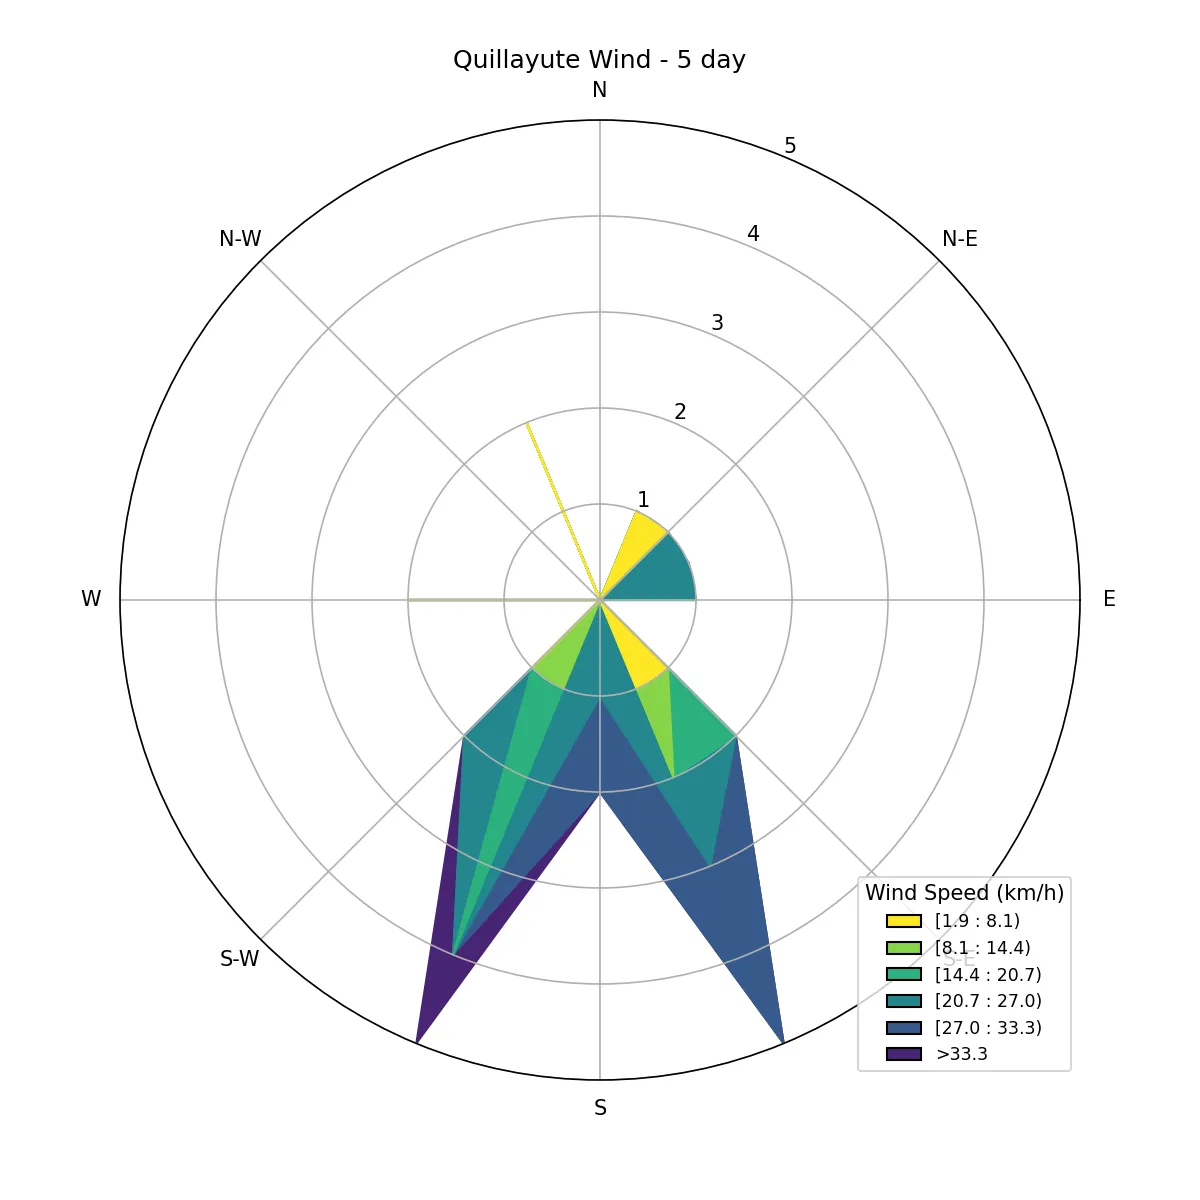 Quillayute Wind - 5 day
N
5
4
N-W
N-E
3
2
1
W
E
Wind Speed (km/h)
[1.9 : 8.1)
[8.1 : 14.4)
S-W
S-E
[14.4 : 20.7)
[20.7 : 27.0)
[27.0 : 33.3)
>33.3
S